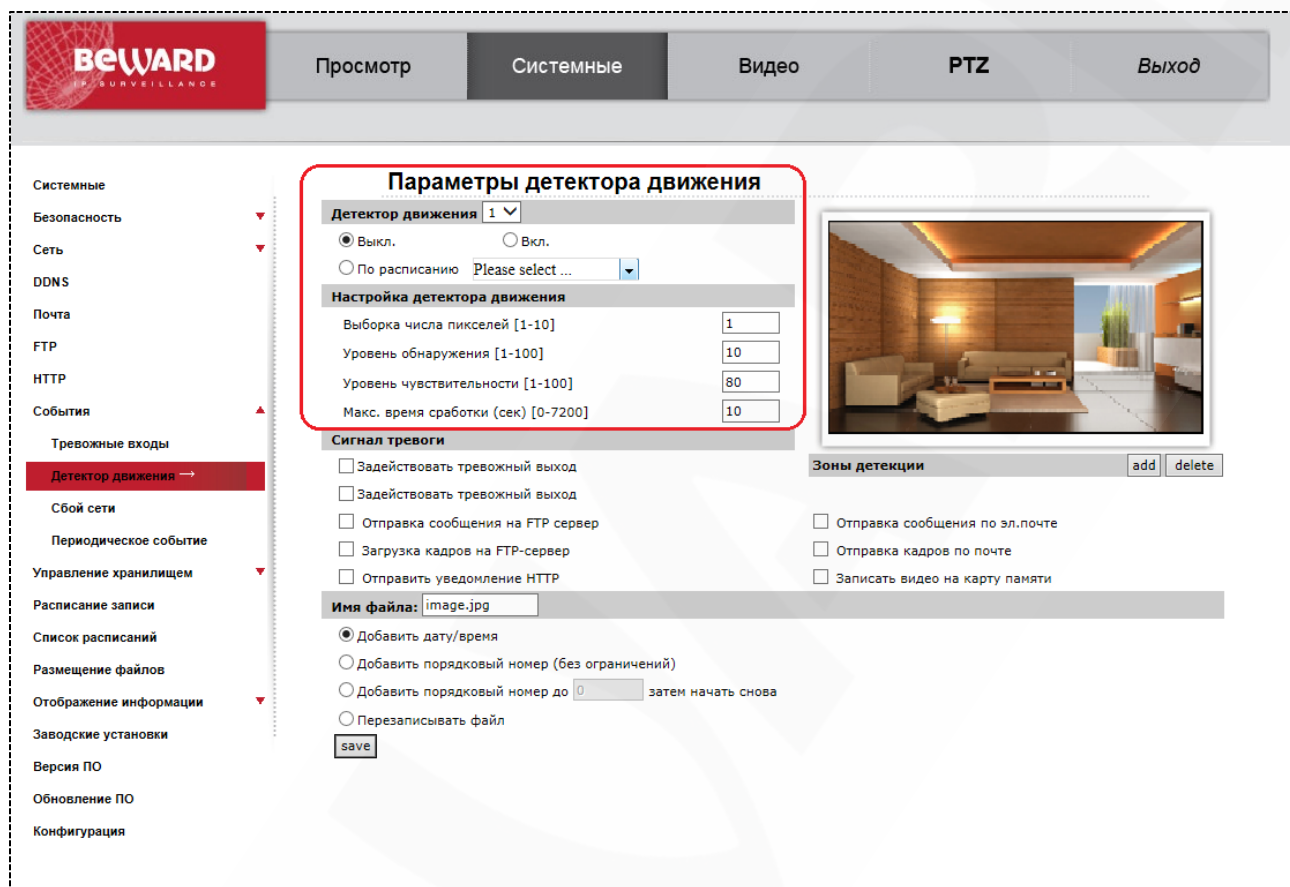 BEWARD
IP SURVEILLANCE
Просмотр
Системные
Видео
PTZ
Выход
Системные
Безопасность
Сеть
DDNS
Почта
FTP
HTTP
События
Тревожные входы
Детектор движения →
Сбой сети
Периодическое событие
Управление хранилищем
Расписание записи
Список расписаний
Размещение файлов
Отображение информации
Заводские установки
Версия ПО
Обновление ПО
Конфигурация
Параметры детектора движения
Детектор движения 1
Выкл. Вкл.
По расписанию Please select ...
Настройка детектора движения
Выборка числа пикселей [1-10] 1
Уровень обнаружения [1-100] 10
Уровень чувствительности [1-100] 80
Макс. время сработки (сек) [0-7200] 10
Сигнал тревоги
Задействовать тревожный выход
Задействовать тревожный выход
Отправка сообщения на FTP сервер
Загрузка кадров на FTP-сервер
Отправить уведомление HTTP
Зоны детекции add delete
Отправка сообщения по эл.почте
Отправка кадров по почте
Записать видео на карту памяти
Имя файла: image.jpg
Добавить дату/время
Добавить порядковый номер (без ограничений)
Добавить порядковый номер до 0 затем начать снова
Перезаписывать файл
save